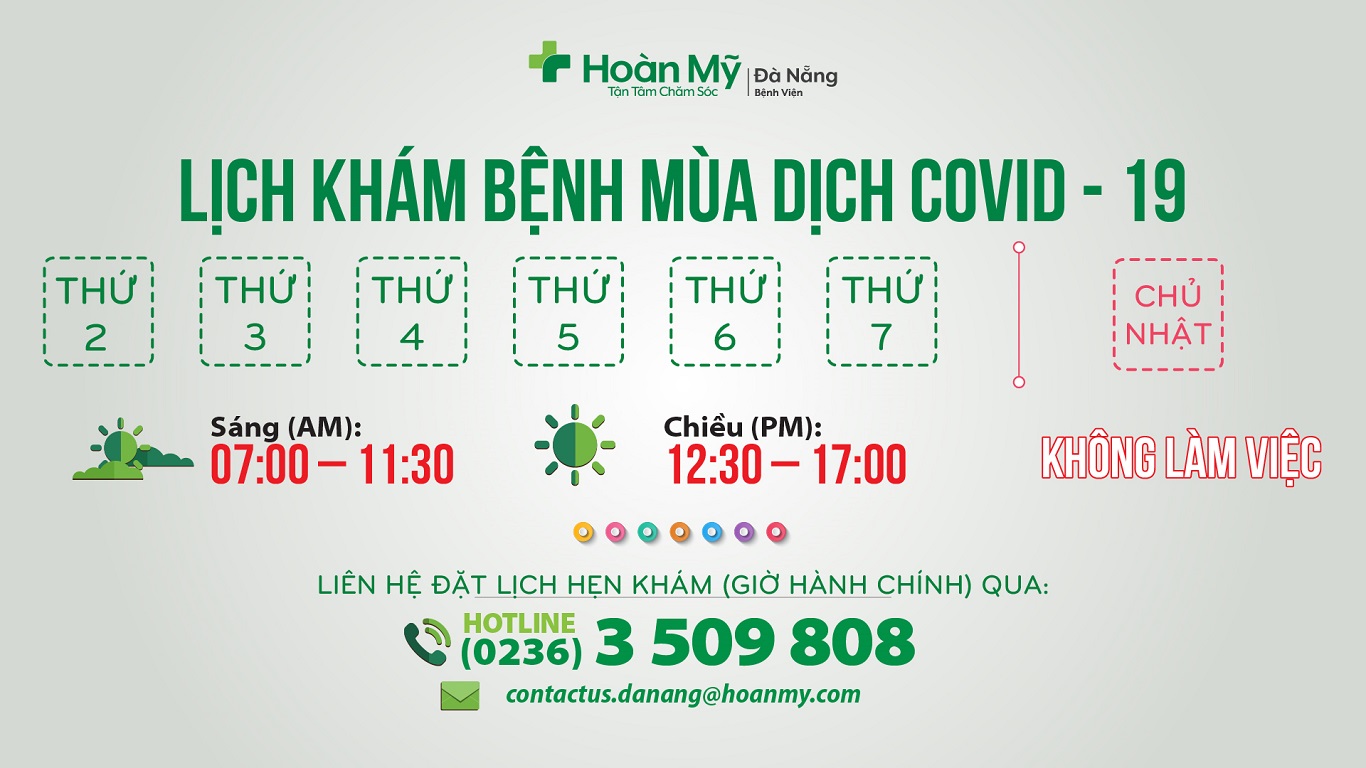 Hoàn Mỹ
Tận Tâm Chăm Sóc
Đà Nẵng
Bệnh Viện
LỊCH KHÁM BỆNH MÙA DỊCH COVID - 19
THỨ
2
THỨ
3
THỨ
4
THỨ
5
THỨ
6
THỨ
7
CHỦ
NHẬT
Sáng (AM):
07:00 – 11:30
Chiều (PM):
12:30 – 17:00
KHÔNG LÀM VIỆC
LIÊN HỆ ĐẶT LỊCH HẸN KHÁM (GIỜ HÀNH CHÍNH) QUA:
HOTLINE
(0236) 3 509 808
contactus.danang@hoanmy.com